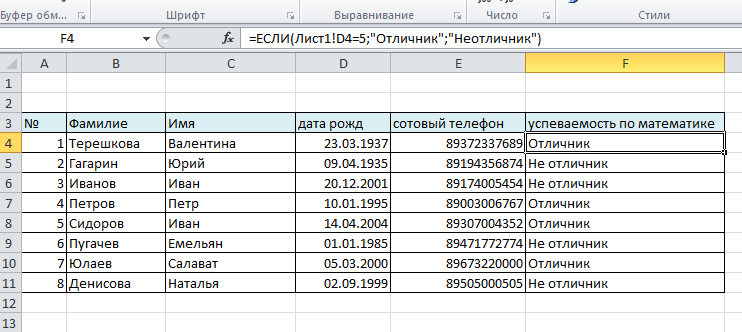 Буфер обм...
Шрифт
Выравнивание
Число
Стили
F4
fx
=ЕСЛИ(Лист1!D4=5;"Отличник";"Неотличник")
A B C D E F
1
2
3 № Фамилие Имя дата рожд сотовый телефон успеваемость по математике
4 1 Терешкова Валентина 23.03.1937 89372337689 Отличник
5 2 Гагарин Юрий 09.04.1935 89194356874 Не отличник
6 3 Иванов Иван 20.12.2001 89174005454 Не отличник
7 4 Петров Петр 10.01.1995 89003006767 Отличник
8 5 Сидоров Иван 14.04.2004 89307004352 Отличник
9 6 Пугачев Емельян 01.01.1985 89471772774 Не отличник
10 7 Юлаев Салават 05.03.2000 89673220000 Отличник
11 8 Денисова Наталья 02.09.1999 89505000505 Не отличник
12
13